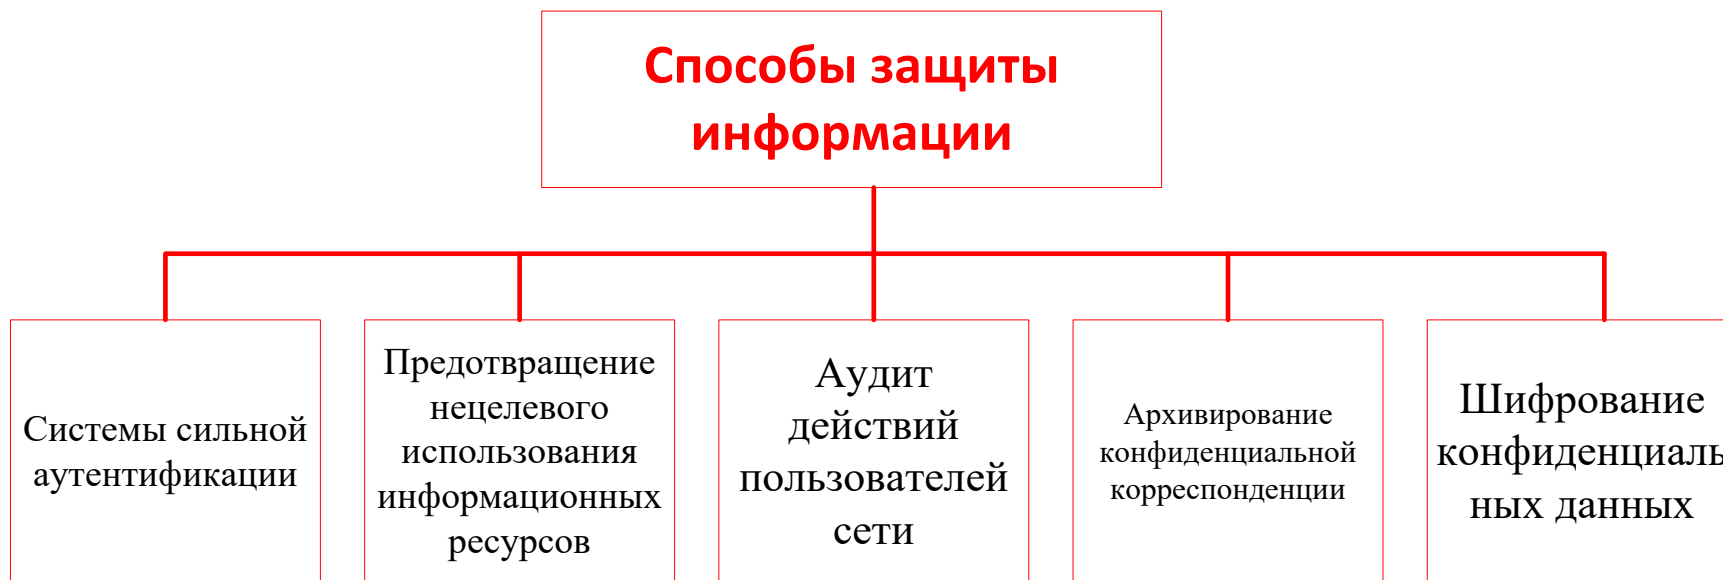 Способы защиты
информации
Системы сильной
аутентификации
Предотвращение
нецелевого
использования
информационных
ресурсов
Аудит
действий
пользователей
сети
Архивирование
конфиденциальной
корреспонденции
Шифрование
конфиденциаль
ных данных